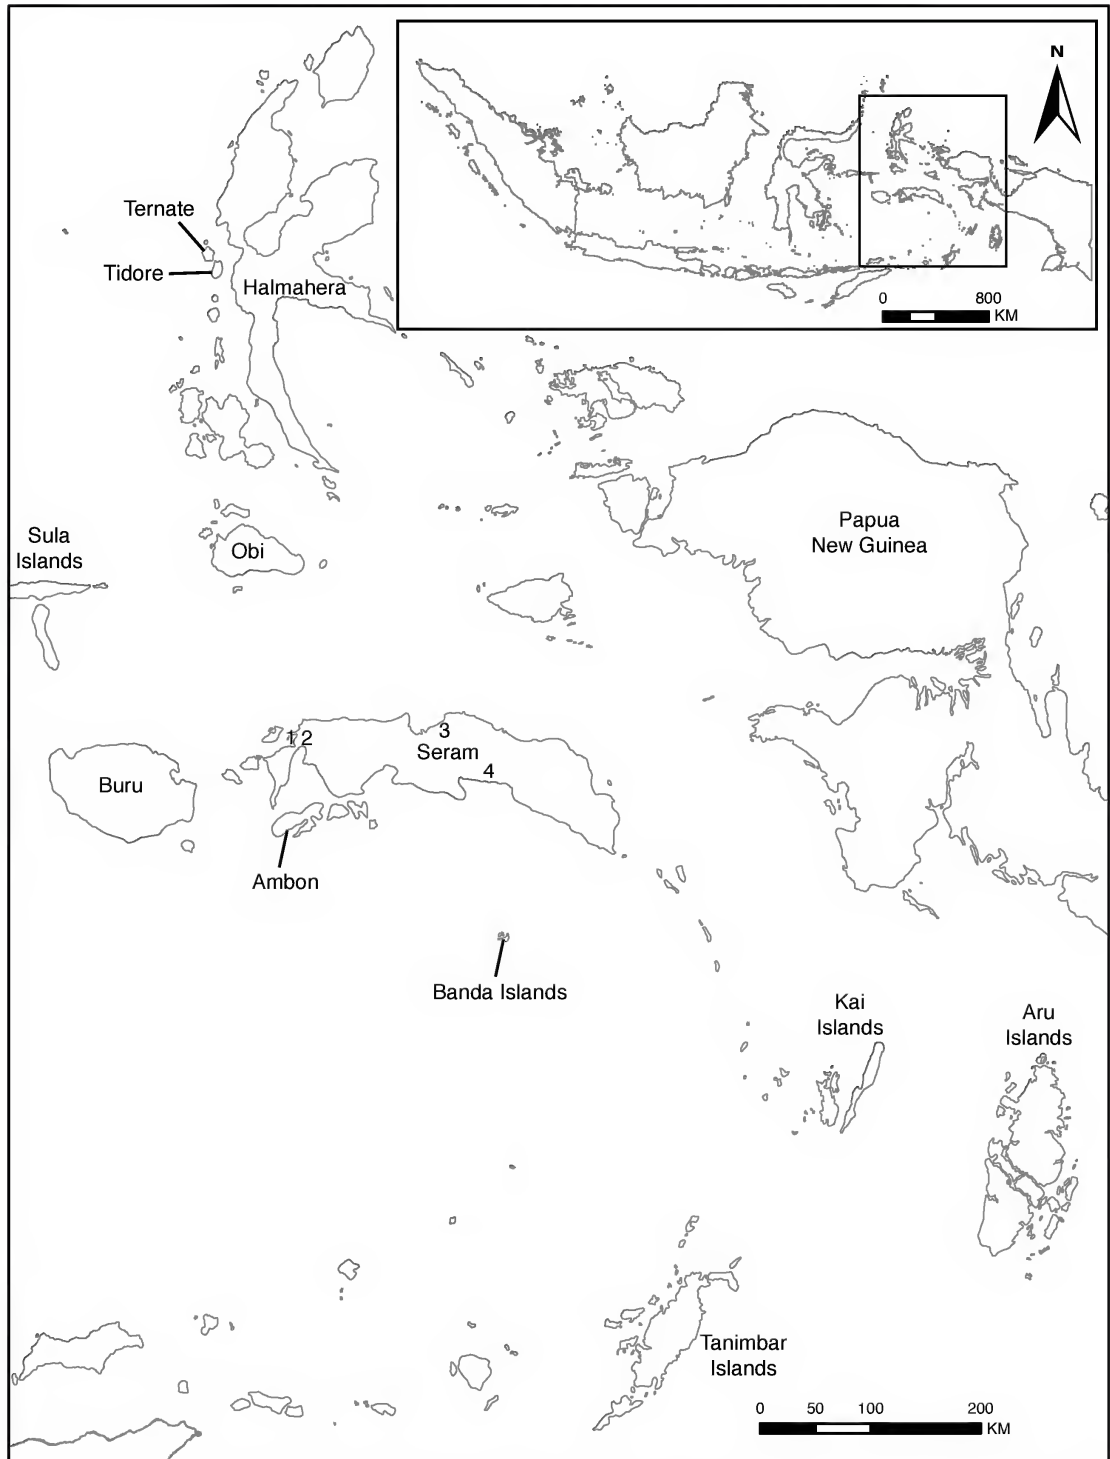 N
0 800
KM
Ternate
Tidore
Halmahera
Sula
Islands
Obi
Papua
New Guinea
1 2
3
Seram
4
Buru
Ambon
Banda Islands
Kai
Islands
Aru
Islands
Tanimbar
Islands
0 50 100 200
KM